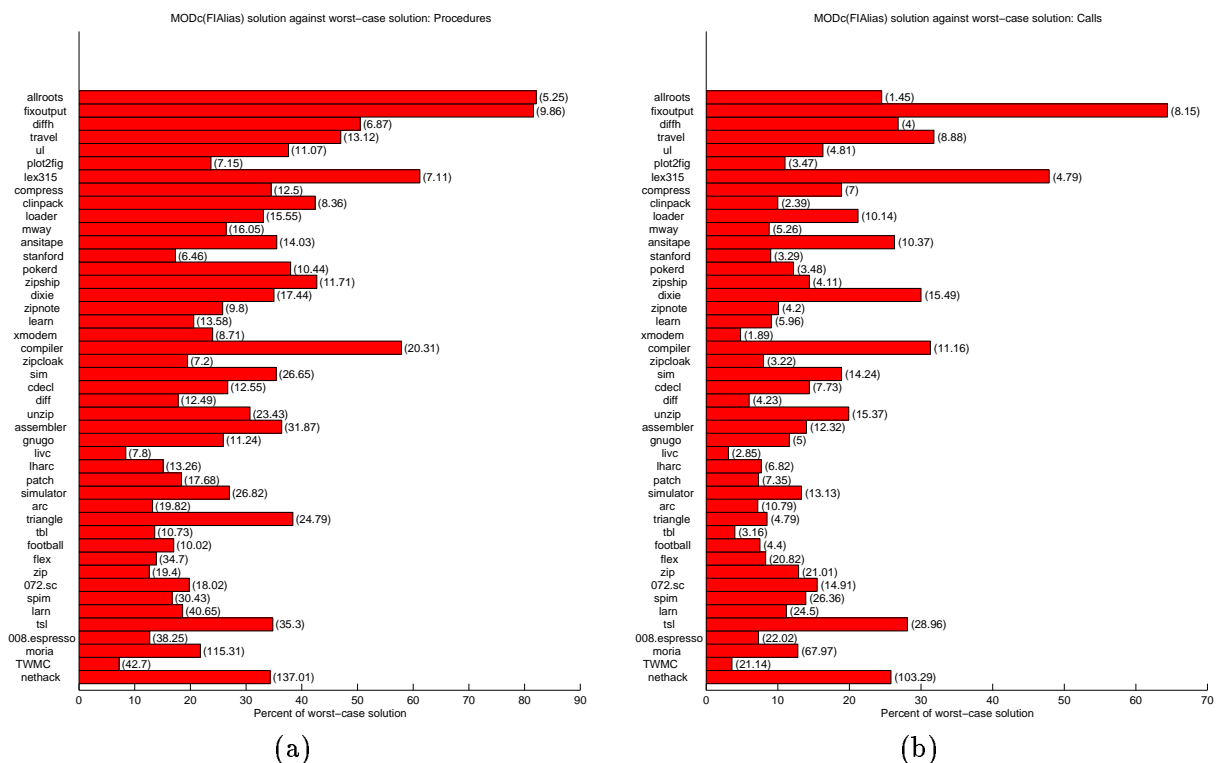 MODc(FIAlias) solution against worst−case solution: Procedures
allroots (5.25)
fixoutput (9.86)
diffh (6.87)
travel (13.12)
ul (11.07)
plot2fig (7.15)
lex315 (7.11)
compress (12.5)
clinpack (8.36)
loader (15.55)
mway (16.05)
ansitape (14.03)
stanford (6.46)
pokerd (10.44)
zipship (11.71)
dixie (17.44)
zipnote (9.8)
learn (13.58)
xmodem (8.71)
compiler (20.31)
zipcloak (7.2)
sim (26.65)
cdecl (12.55)
diff (12.49)
unzip (23.43)
assembler (31.87)
gnugo (11.24)
livc (7.8)
lharc (13.26)
patch (17.68)
simulator (26.82)
arc (19.82)
triangle (24.79)
tbl (10.73)
football (10.02)
flex (34.7)
zip (19.4)
072.sc (18.02)
spim (30.43)
larn (40.65)
tsl (35.3)
008.espresso (38.25)
moria (115.31)
TWMC (42.7)
nethack (137.01)
0 10 20 30 40 50 60 70 80 90
Percent of worst−case solution
(a)
MODc(FIAlias) solution against worst−case solution: Calls
allroots (1.45)
fixoutput (8.15)
diffh (4)
travel (8.88)
ul (4.81)
plot2fig (3.47)
lex315 (4.79)
compress (7)
clinpack (2.39)
loader (10.14)
mway (5.26)
ansitape (10.37)
stanford (3.29)
pokerd (3.48)
zipship (4.11)
dixie (15.49)
zipnote (4.2)
learn (5.96)
xmodem (1.89)
compiler (11.16)
zipcloak (3.22)
sim (14.24)
cdecl (7.73)
diff (4.23)
unzip (15.37)
assembler (12.32)
gnugo (5)
livc (2.85)
lharc (6.82)
patch (7.35)
simulator (13.13)
arc (10.79)
triangle (4.79)
tbl (3.16)
football (4.4)
flex (20.82)
zip (21.01)
072.sc (14.91)
spim (26.36)
larn (24.5)
tsl (28.96)
008.espresso (22.02)
moria (67.97)
TWMC (21.14)
nethack (103.29)
0 10 20 30 40 50 60 70
Percent of worst−case solution
(b)